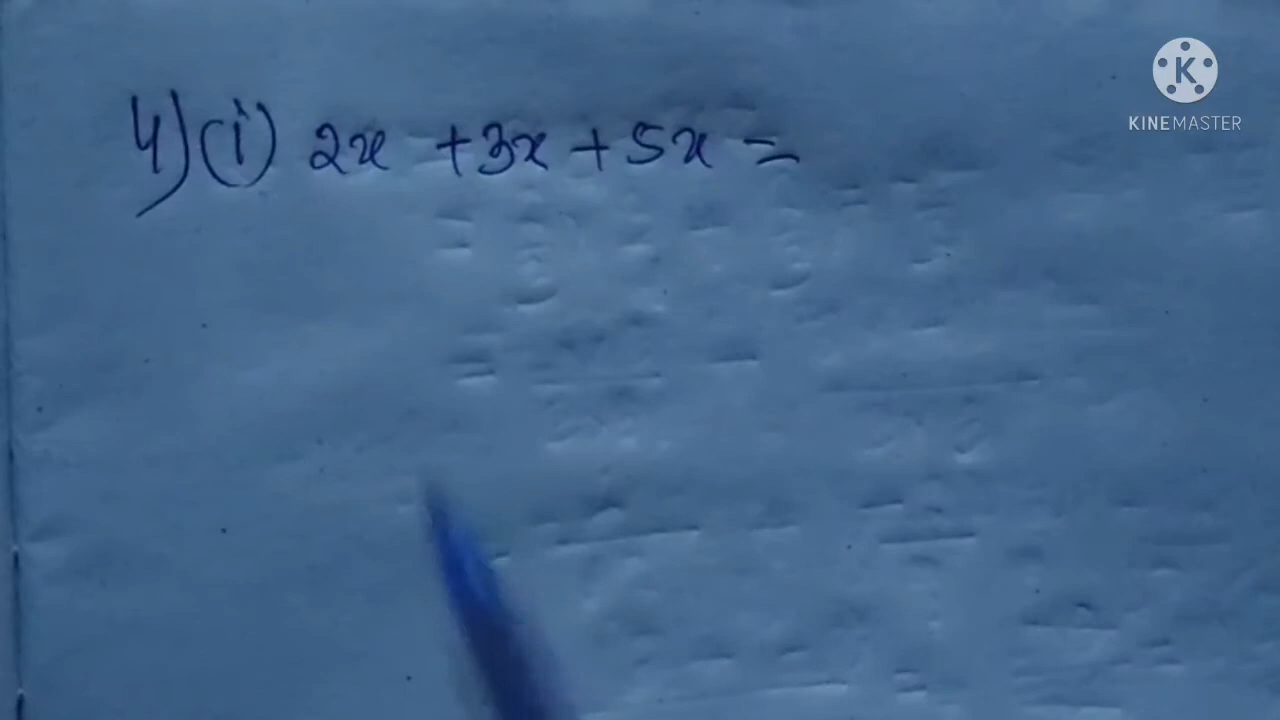 4) (i) 2x + 3x + 5x =
K
KINEMASTER